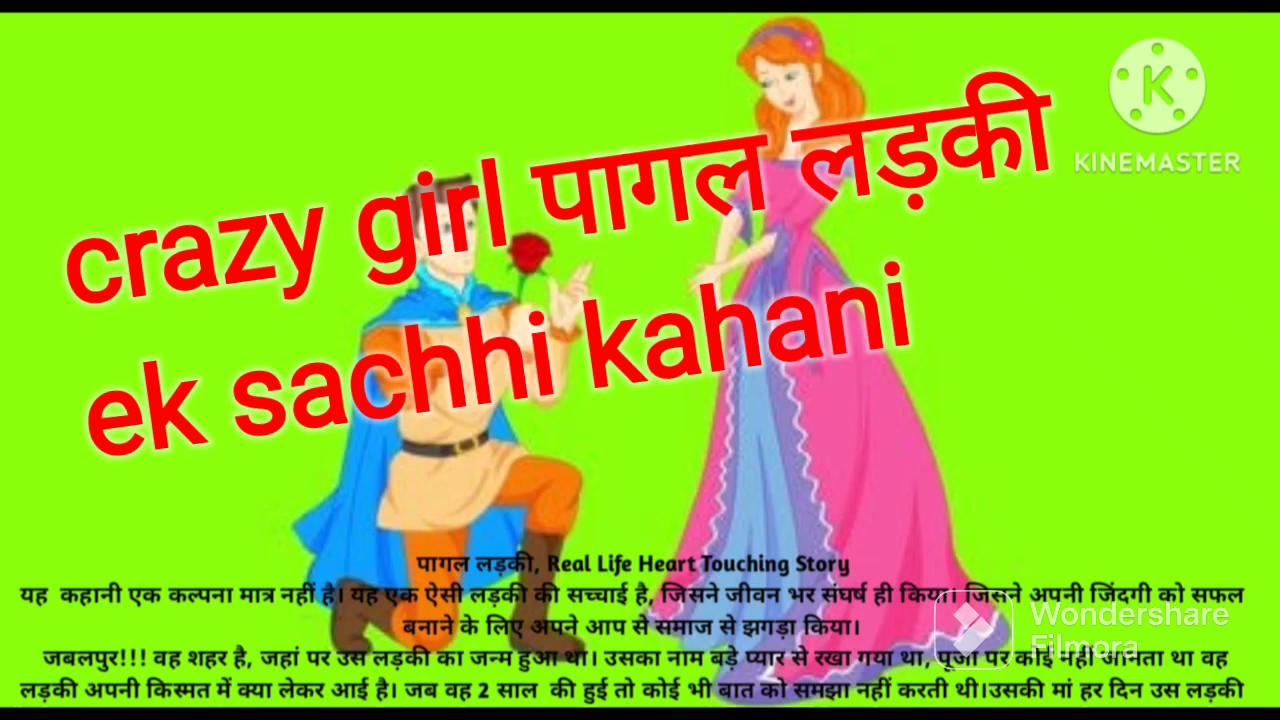 crazy girl पागल लड़की
ek sachhi kahani
KINEMASTER
पागल लड़की, Real Life Heart Touching Story
यह कहानी एक कल्पना मात्र नहीं है। यह एक ऐसी लड़की की सच्चाई है, जिसने जीवन भर संघर्ष ही किया। जिसने अपनी जिंदगी को सफल
बनाने के लिए अपने आप से समाज से झगड़ा किया।
जबलपुर!!! वह शहर है, जहां पर उस लड़की का जन्म हुआ था। उसका नाम बड़े प्यार से रखा गया था, पूजा पर कोई नहीं जानता था वह
लड़की अपनी किस्मत में क्या लेकर आई है। जब वह 2 साल की हुई तो कोई भी बात को समझा नहीं करती थी।उसकी मां हर दिन उस लड़की
Wondershare
Filmora